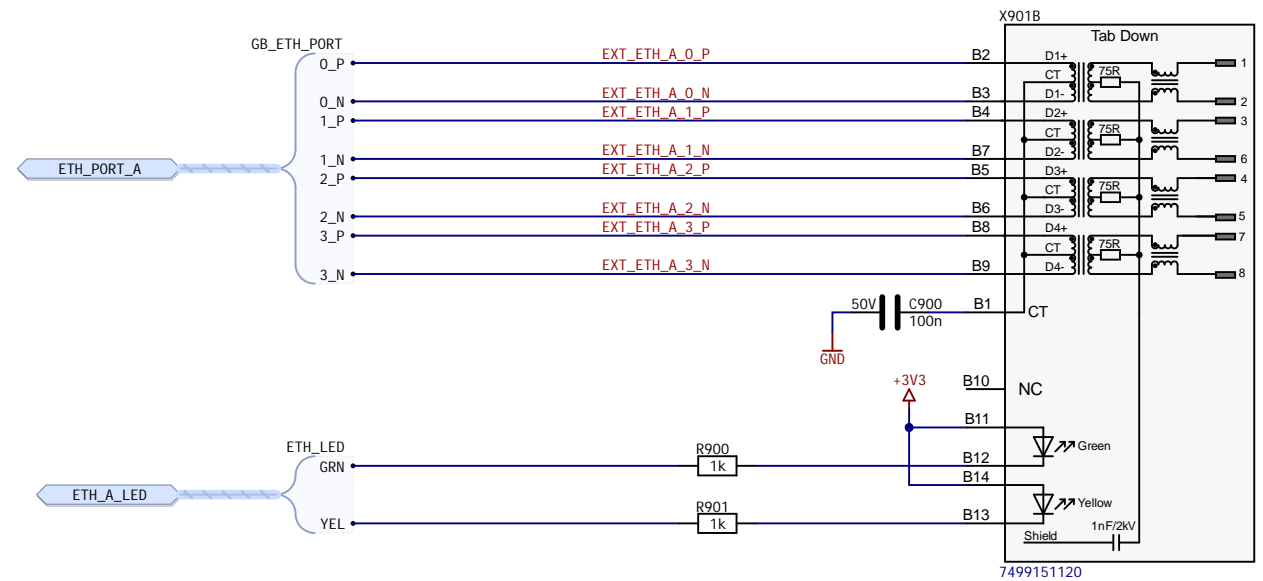 X901B
Tab Down
GB_ETH_PORT
0_P
EXT_ETH_A_0_P
B2
D1+
1
CT
75R
0_N
EXT_ETH_A_0_N
B3
D1-
2
1_P
EXT_ETH_A_1_P
B4
D2+
3
CT
75R
1_N
EXT_ETH_A_1_N
B7
D2-
6
ETH_PORT_A
2_P
EXT_ETH_A_2_P
B5
D3+
4
CT
75R
2_N
EXT_ETH_A_2_N
B6
D3-
5
3_P
EXT_ETH_A_3_P
B8
D4+
7
CT
75R
3_N
EXT_ETH_A_3_N
B9
D4-
8
50V
C900
100n
B1
CT
GND
+3V3
B10
NC
B11
ETH_LED
GRN
R900
1k
B12
Green
B14
ETH_A_LED
YEL
R901
1k
B13
Yellow
Shield
1nF/2kV
7499151120